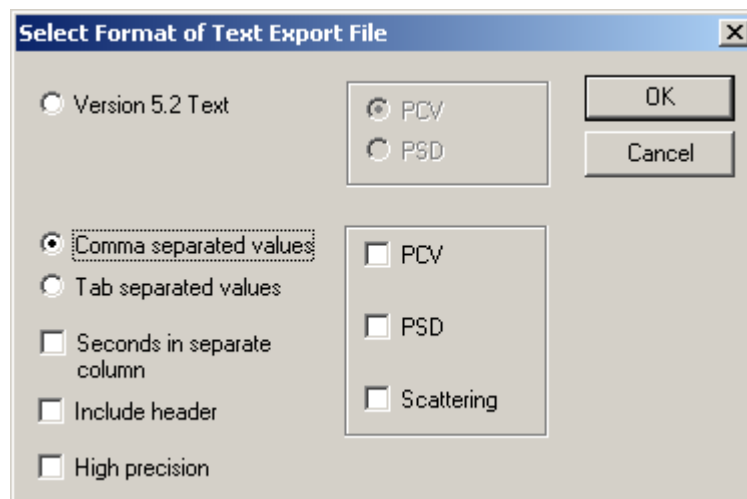 Select Format of Text Export File
Version 5.2 Text
PCV
PSD
OK
Cancel
Comma separated values
Tab separated values
Seconds in separate
column
Include header
High precision
PCV
PSD
Scattering